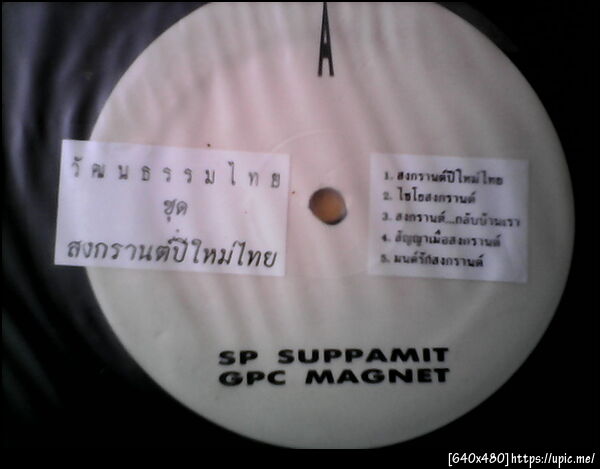 A
วัฒนธรรมไทย
ชุด
สงกรานต์ปีใหม่ไทย
1. สงกรานต์ปีใหม่ไทย
2. ไชโยสงกรานต์
3. สงกรานต์...กลับบ้านเรา
4. สัญญาเมื่อสงกรานต์
5. มนต์รักสงกรานต์
SP SUPPAMIT
GPC MAGNET
[640x480]https://upic.me/